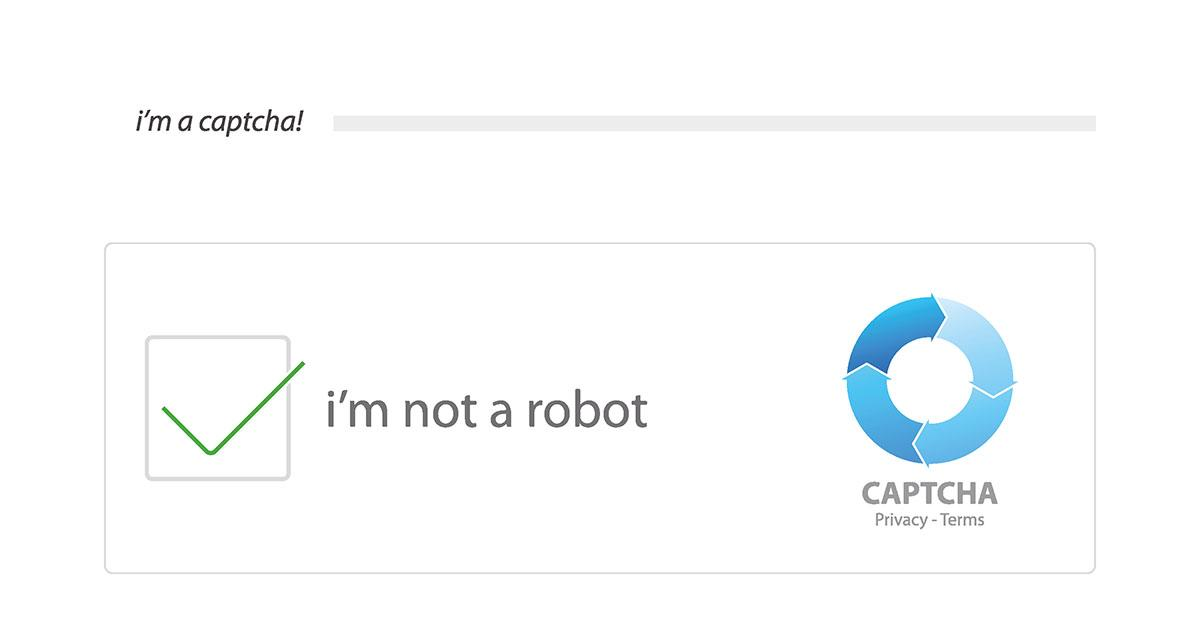 i’m a captcha!
i’m not a robot
CAPTCHA
Privacy - Terms